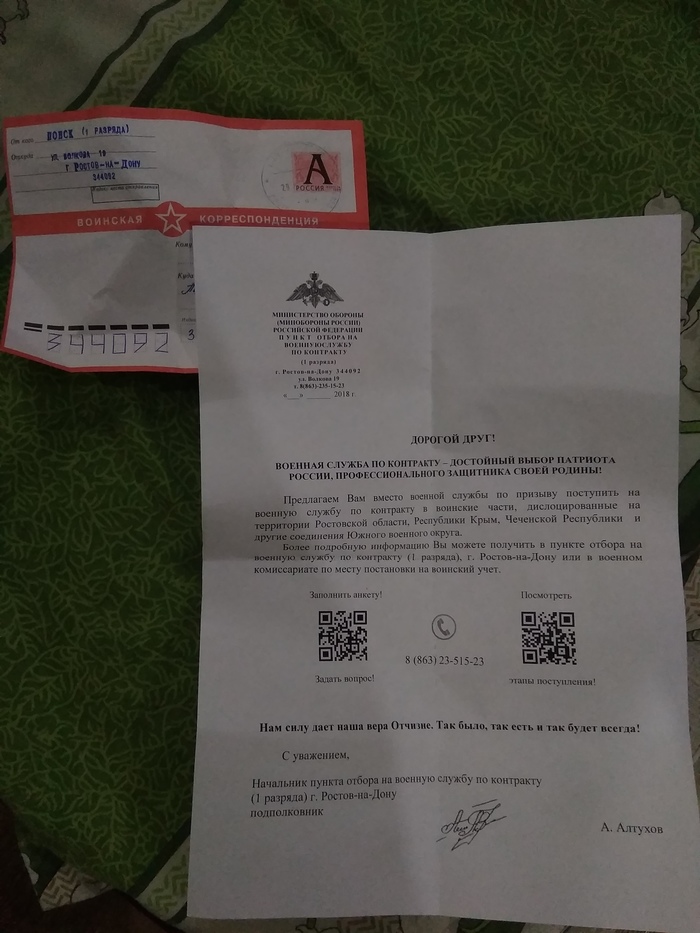 ПОИСК (1 РАЗРЯДА)
УЛ ВОЛКОВА 19
Г РОСТОВ-НА-ДОНУ
344092
А
РОССИЯ
ВОИНСКАЯ КОРРЕСПОНДЕНЦИЯ
Кому
Куда
344092
3
МИНИСТЕРСТВО ОБОРОНЫ
(МИНОБОРОНЫ РОССИИ)
РОССИЙСКОЙ ФЕДЕРАЦИИ
ПУНКТ ОТБОРА НА
ВОЕННУЮ СЛУЖБУ
ПО КОНТРАКТУ
(1 разряда)
г. Ростов-на-Дону 344092
ул. Волкова 19
т. 8(863)-235-15-23
«___» ______ 2018 г.
ДОРОГОЙ ДРУГ!
ВОЕННАЯ СЛУЖБА ПО КОНТРАКТУ – ДОСТОЙНЫЙ ВЫБОР ПАТРИОТА
РОССИИ, ПРОФЕССИОНАЛЬНОГО ЗАЩИТНИКА СВОЕЙ РОДИНЫ!
Предлагаем Вам вместо военной службы по призыву поступить на
военную службу по контракту в воинские части, дислоцированные на
территории Ростовской области, Республики Крым, Чеченской Республики и
другие соединения Южного военного округа.
Более подробную информацию Вы можете получить в пункте отбора на
военную службу по контракту (1 разряда), г. Ростов-на-Дону или в военном
комиссариате по месту постановки на воинский учет.
Заполнить анкету! Посмотреть
8 (863) 23-515-23
Задать вопрос! этапы поступления!
Нам силу дает наша вера Отчизне. Так было, так есть и так будет всегда!
С уважением,
Начальник пункта отбора на военную службу по контракту
(1 разряда) г. Ростов-на-Дону
подполковник
А. Алтухов